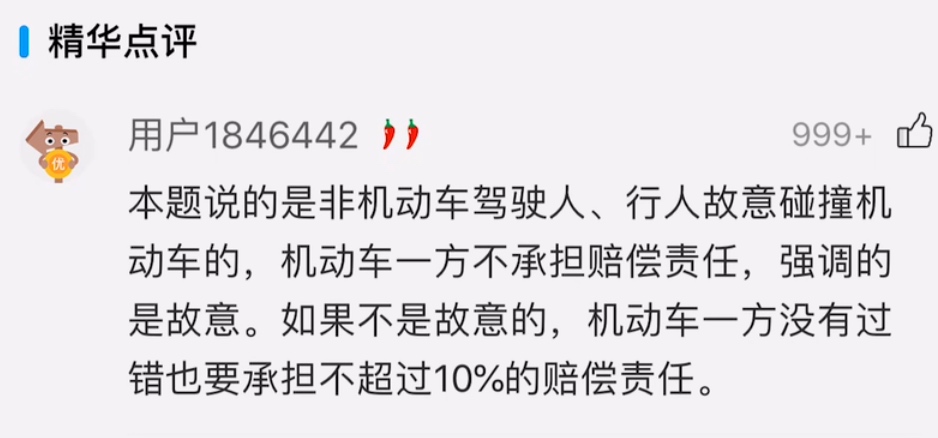 精华点评
用户1846442
999+
优
本题说的是非机动车驾驶人、行人故意碰撞机
动车的，机动车一方不承担赔偿责任，强调的
是故意。如果不是故意的，机动车一方没有过
错也要承担不超过10%的赔偿责任。